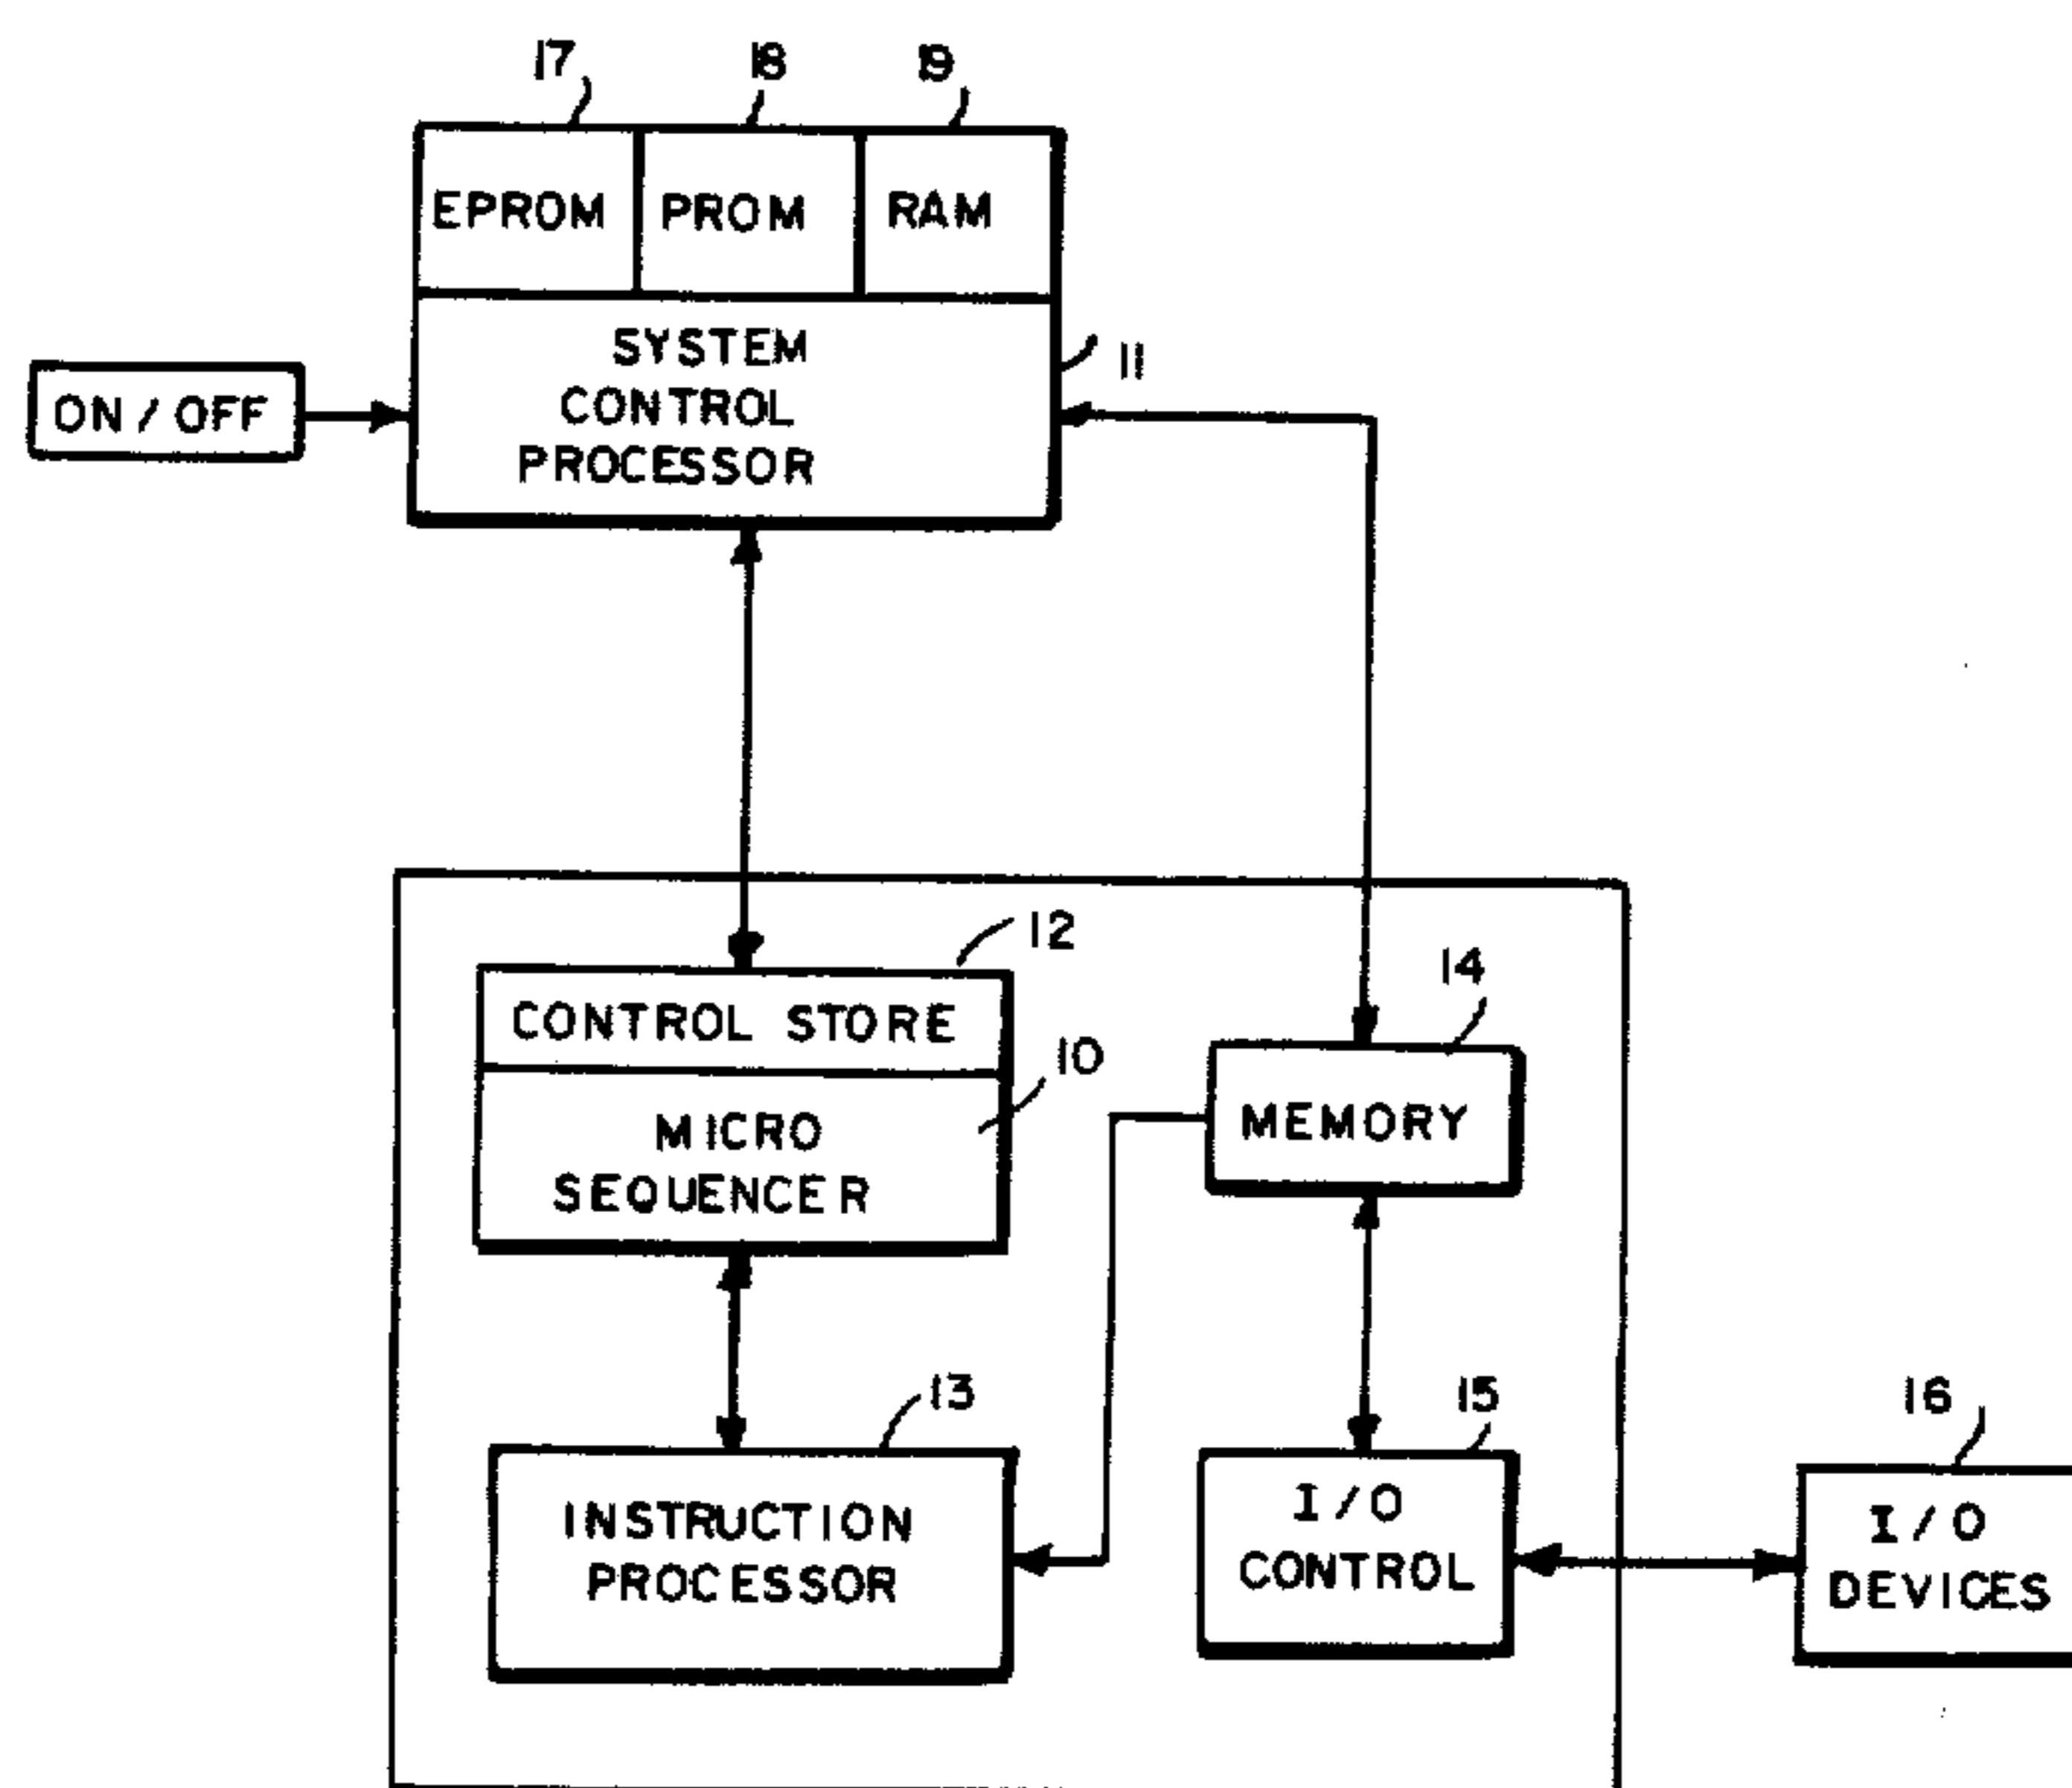 17 18 19
EPROM PROM RAM
SYSTEM
CONTROL
PROCESSOR
11
ON / OFF
12
CONTROL STORE
10
MICRO
SEQUENCER
14
MEMORY
13
INSTRUCTION
PROCESSOR
15
I/O
CONTROL
16
I/O
DEVICES